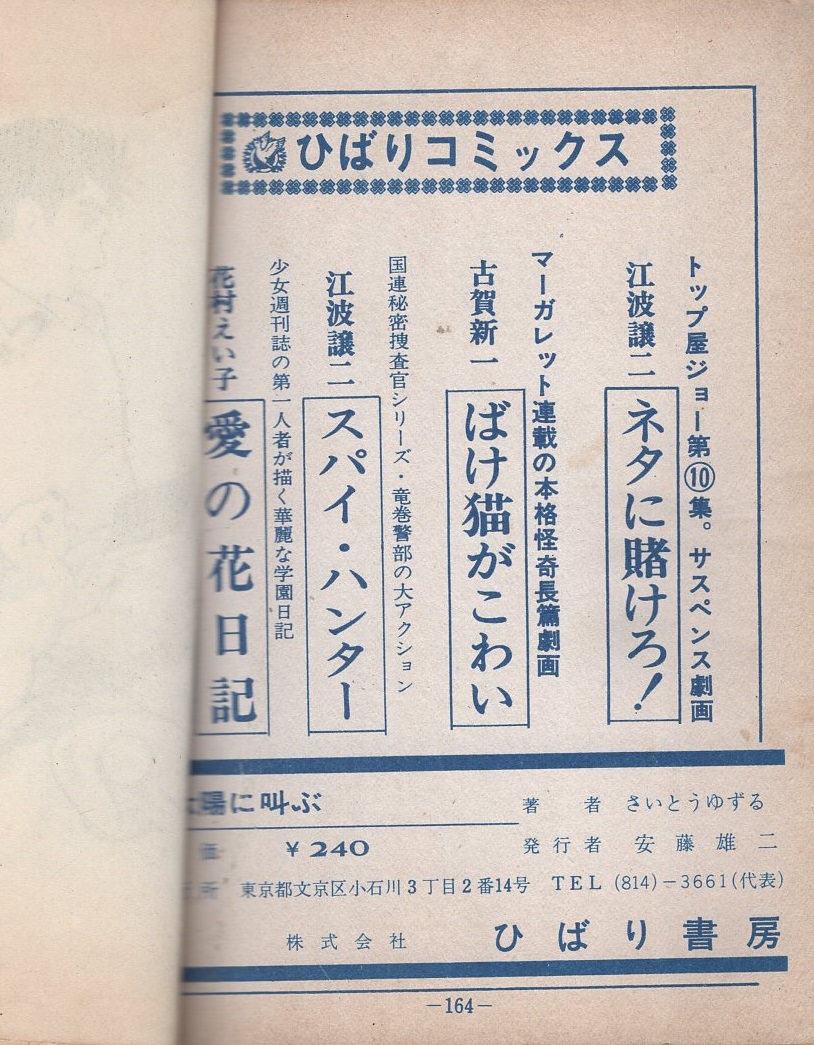 ひばりコミックス
トップ屋ジョー第⑩集。サスペンス劇画
江波譲二 ネタに賭けろ!
マーガレット連載の本格怪奇長篇劇画
古賀新一 ばけ猫がこわい
国連秘密捜査官シリーズ・竜巻警部の大アクション
江波譲二 スパイ・ハンター
少女週刊誌の第一人者が描く華麗な学園日記
花村えい子 愛の花日記
陽に叫ぶ
著者 さいとうゆずる
価 ¥240
発行者 安藤雄二
所 東京都文京区小石川3丁目2番14号 TEL (814)-3661(代表)
株式会社 ひばり書房
-164-